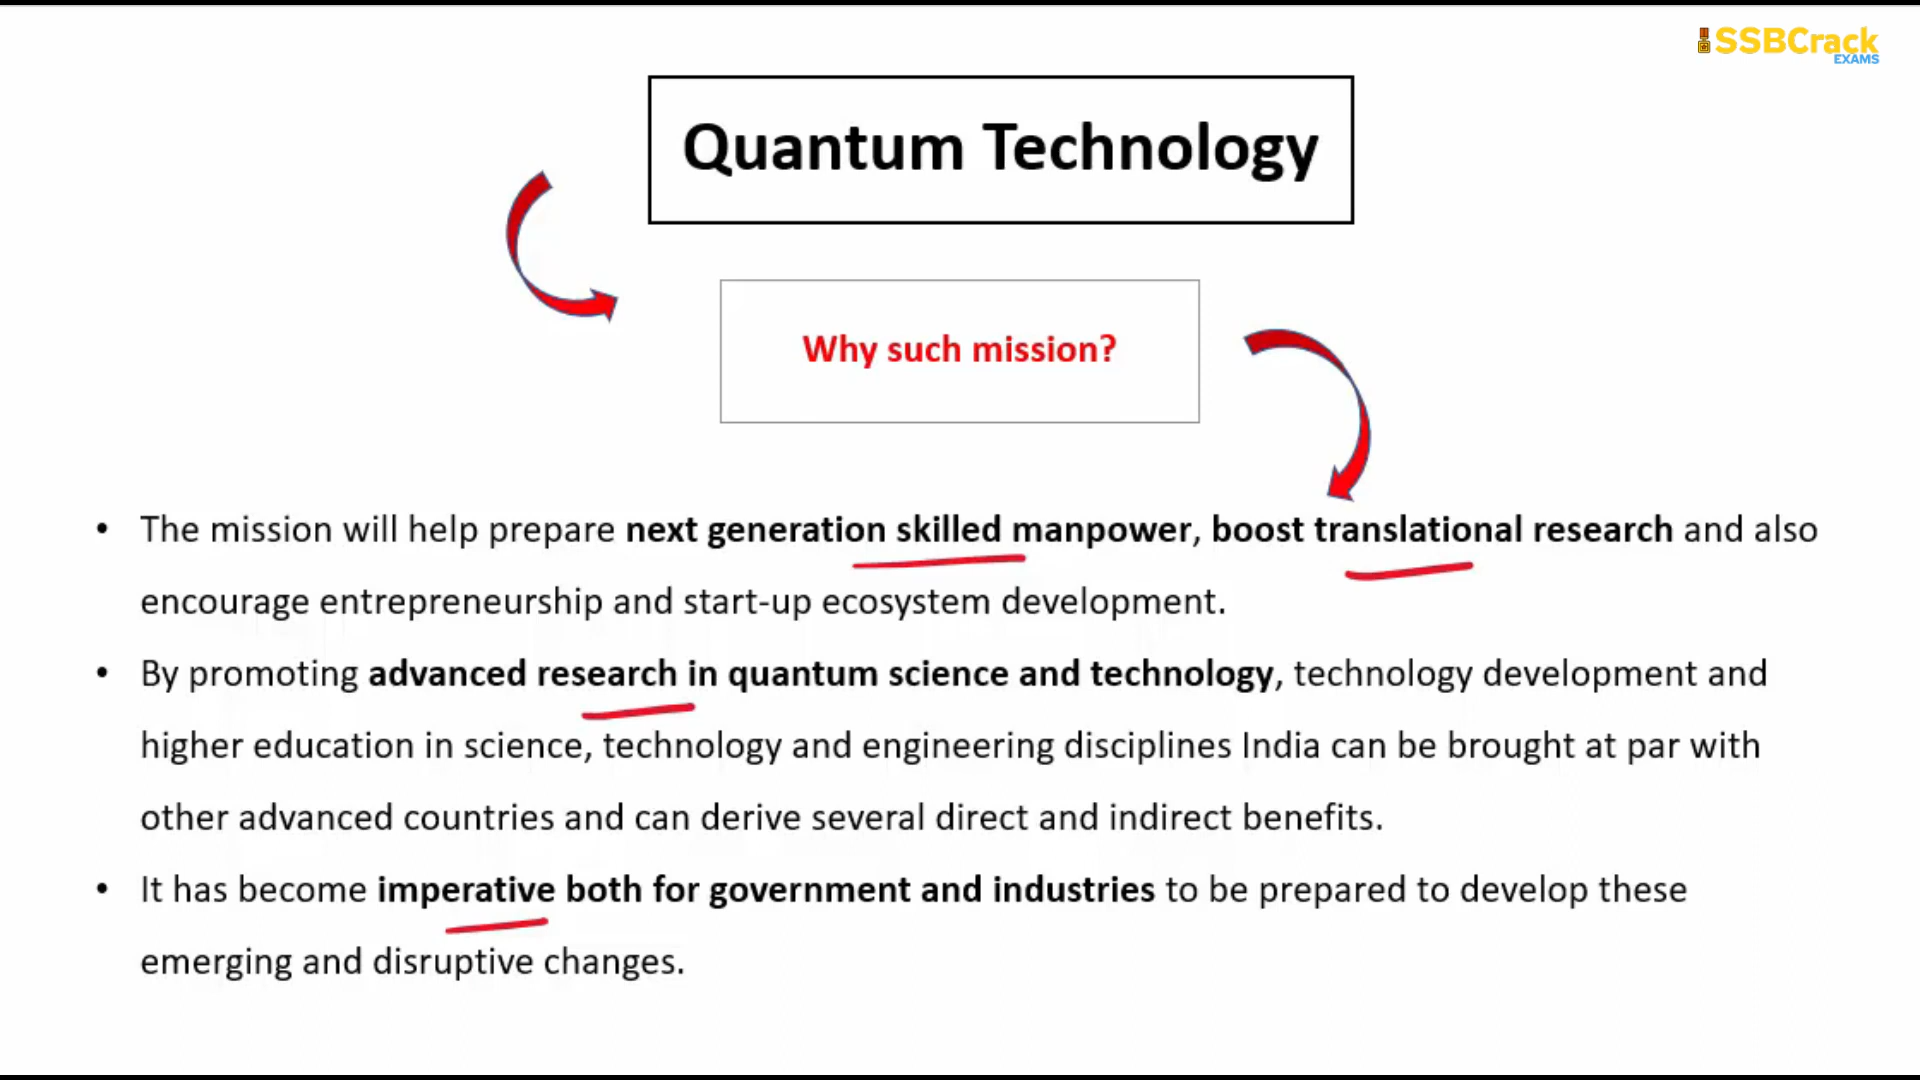 SSBCrack
EXAMS
Quantum Technology
Why such mission?
• The mission will help prepare next generation skilled manpower, boost translational research and also
encourage entrepreneurship and start-up ecosystem development.
• By promoting advanced research in quantum science and technology, technology development and
higher education in science, technology and engineering disciplines India can be brought at par with
other advanced countries and can derive several direct and indirect benefits.
• It has become imperative both for government and industries to be prepared to develop these
emerging and disruptive changes.